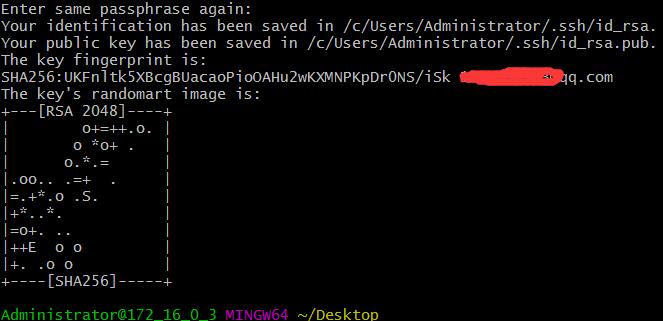 Enter same passphrase again:
Your identification has been saved in /c/Users/Administrator/.ssh/id_rsa.
Your public key has been saved in /c/Users/Administrator/.ssh/id_rsa.pub.
The key fingerprint is:
SHA256:UKFnltk5XBcgBUacaoPioOAHu2wKXMNPKpDr0NS/iSk qq.com
The key's randomart image is:
+---[RSA 2048]----+
|         o+=++.o. |
|        o *o+ .   |
|       o.*.=      |
|.oo.. .=+  .      |
|=.+*.o .S.        |
|+*..*.            |
|=o+. ..           |
|++E  o o          |
|+. .o o           |
+----[SHA256]-----+
Administrator@172_16_0_3 MINGW64 ~/Desktop